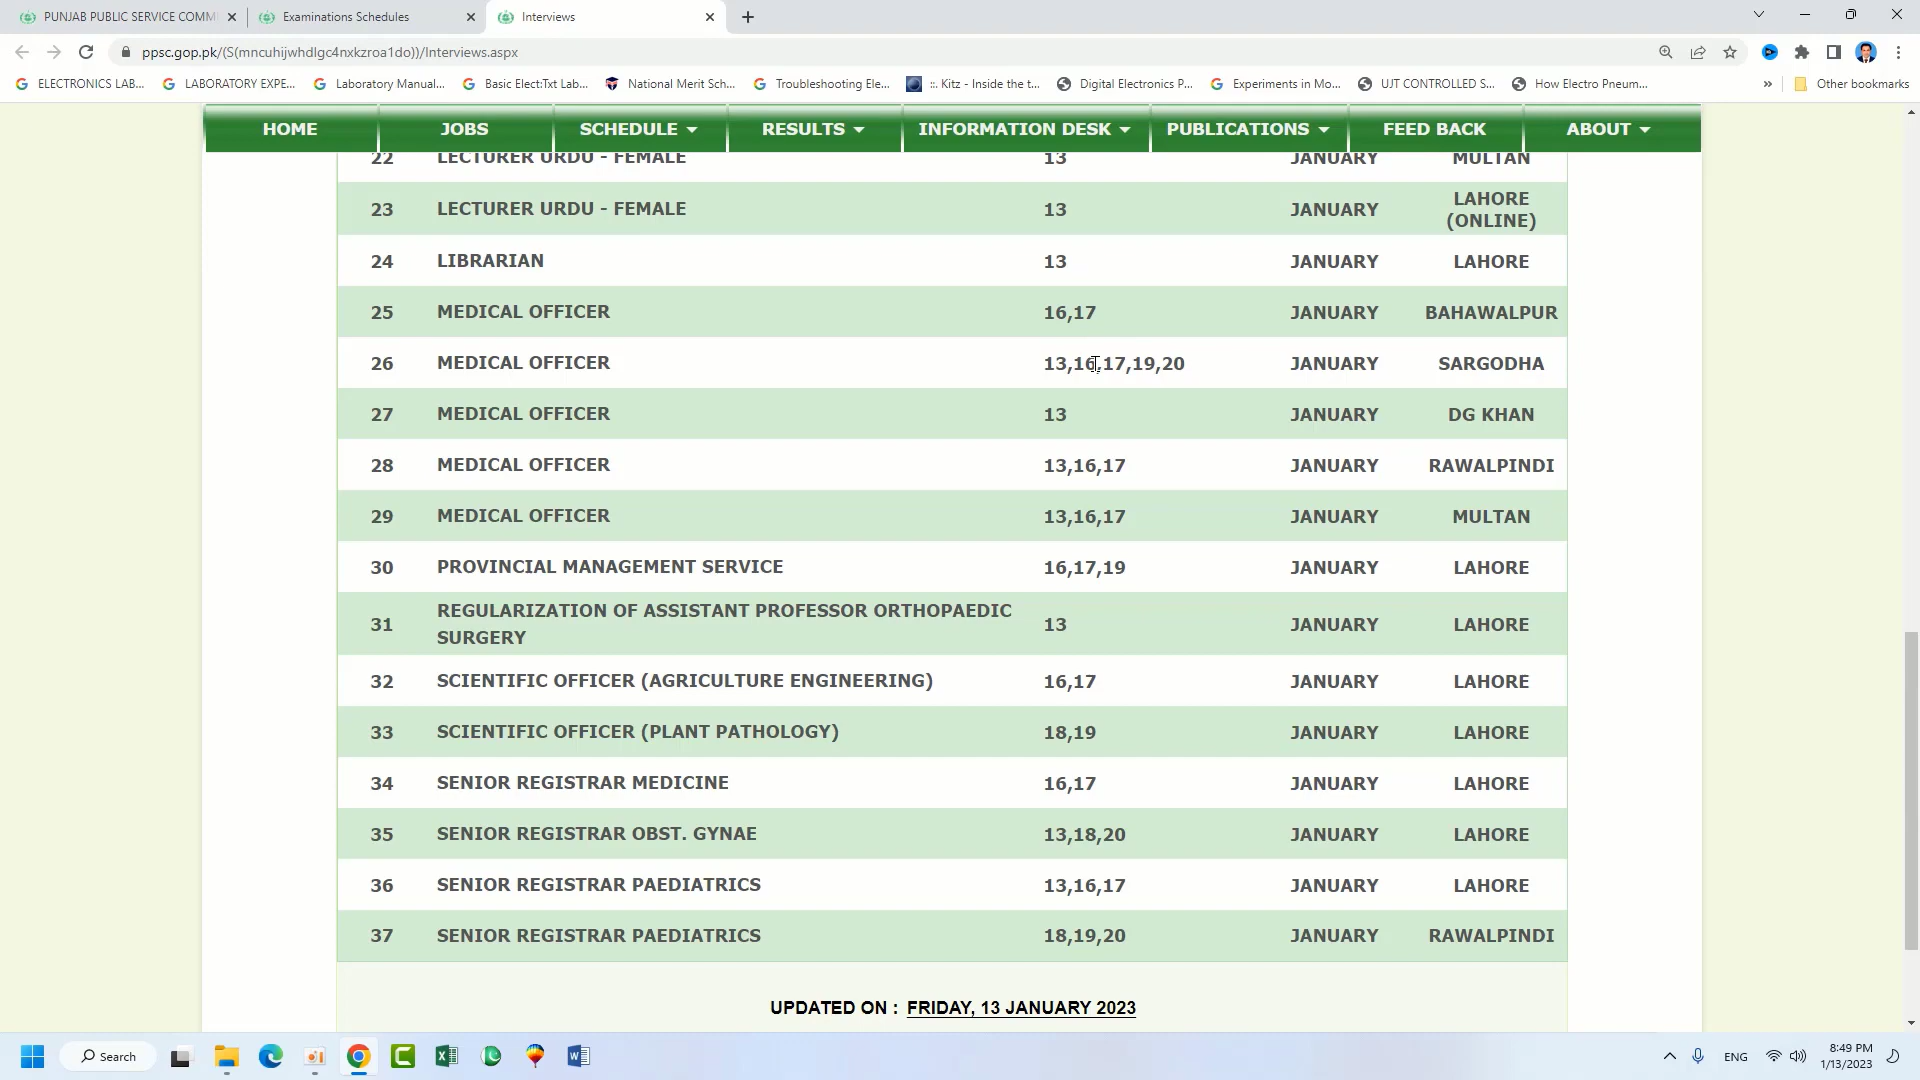 PUNJAB PUBLIC SERVICE COMM
Examinations Schedules
Interviews
ppsc.gop.pk/(S(mncuhijwhdlgc4nxkzroa1do))/Interviews.aspx
ELECTRONICS LAB... LABORATORY EXPE... Laboratory Manual... Basic Elect:Txt Lab... National Merit Sch... Troubleshooting Ele... ::. Kitz - Inside the t... Digital Electronics P... Experiments in Mo... UJT CONTROLLED S... How Electro Pneum... » Other bookmarks
HOME JOBS SCHEDULE RESULTS INFORMATION DESK PUBLICATIONS FEED BACK ABOUT
22 LECTURER URDU - FEMALE 13 JANUARY MULTAN
23 LECTURER URDU - FEMALE 13 JANUARY LAHORE
(ONLINE)
24 LIBRARIAN 13 JANUARY LAHORE
25 MEDICAL OFFICER 16,17 JANUARY BAHAWALPUR
26 MEDICAL OFFICER 13,16,17,19,20 JANUARY SARGODHA
27 MEDICAL OFFICER 13 JANUARY DG KHAN
28 MEDICAL OFFICER 13,16,17 JANUARY RAWALPINDI
29 MEDICAL OFFICER 13,16,17 JANUARY MULTAN
30 PROVINCIAL MANAGEMENT SERVICE 16,17,19 JANUARY LAHORE
31 REGULARIZATION OF ASSISTANT PROFESSOR ORTHOPAEDIC
SURGERY 13 JANUARY LAHORE
32 SCIENTIFIC OFFICER (AGRICULTURE ENGINEERING) 16,17 JANUARY LAHORE
33 SCIENTIFIC OFFICER (PLANT PATHOLOGY) 18,19 JANUARY LAHORE
34 SENIOR REGISTRAR MEDICINE 16,17 JANUARY LAHORE
35 SENIOR REGISTRAR OBST. GYNAE 13,18,20 JANUARY LAHORE
36 SENIOR REGISTRAR PAEDIATRICS 13,16,17 JANUARY LAHORE
37 SENIOR REGISTRAR PAEDIATRICS 18,19,20 JANUARY RAWALPINDI
UPDATED ON : FRIDAY, 13 JANUARY 2023
Search
ENG
8:49 PM
1/13/2023